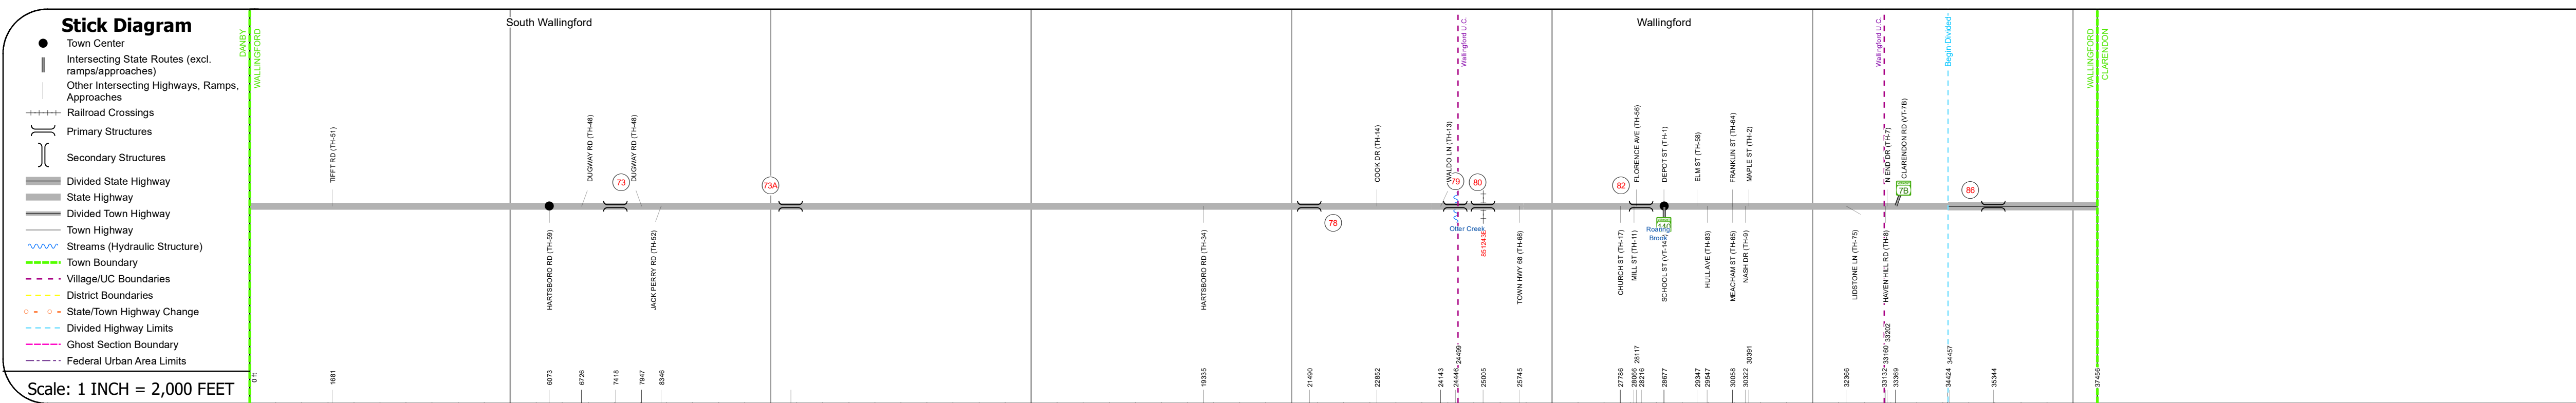 Stick Diagram
Town Center
Intersecting State Routes (excl.
ramps/approaches)
Other Intersecting Highways, Ramps,
Approaches
Railroad Crossings
Primary Structures
Secondary Structures
Divided State Highway
State Highway
Divided Town Highway
Town Highway
Streams (Hydraulic Structure)
Town Boundary
Village/UC Boundaries
District Boundaries
State/Town Highway Change
Divided Highway Limits
Ghost Section Boundary
Federal Urban Area Limits
Scale: 1 INCH = 2,000 FEET
South Wallingford
Wallingford
DANBY
WALLINGFORD
Wallingford U.C.
Wallingford U.C.
Begin Divided
WALLINGFORD
CLARENDON
TIFFT RD (TH-51)
DUGWAY RD (TH-48)
DUGWAY RD (TH-48)
COOK DR (TH-14)
WALDO LN (TH-13)
FLORENCE AVE (TH-56)
DEPOT ST (TH-1)
ELM ST (TH-58)
FRANKLIN ST (TH-64)
MAPLE ST (TH-2)
N END DR (TH-7)
CLARENDON RD (VT-7B)
73
73A
78
79
80
82
7B
86
Otter Creek
Roaring
Brook
HARTSBORO RD (TH-59)
JACK PERRY RD (TH-52)
HARTSBORO RD (TH-34)
TOWN HWY 68 (TH-68)
CHURCH ST (TH-17)
MILL ST (TH-11)
HULL AVE (TH-83)
MEACHAM ST (TH-65)
NASH DR (TH-9)
LIDSTONE LN (TH-75)
HAVEN HILL RD (TH-8)
0 ft
1681
6073
6726
7418
7947
8346
19335
21490
22852
24143
24446
24499
25005
25745
27786
28066
28117
28216
28677
29347
29547
30058
30322
30391
32366
33132
33160
33202
33369
34424
34457
35344
37456